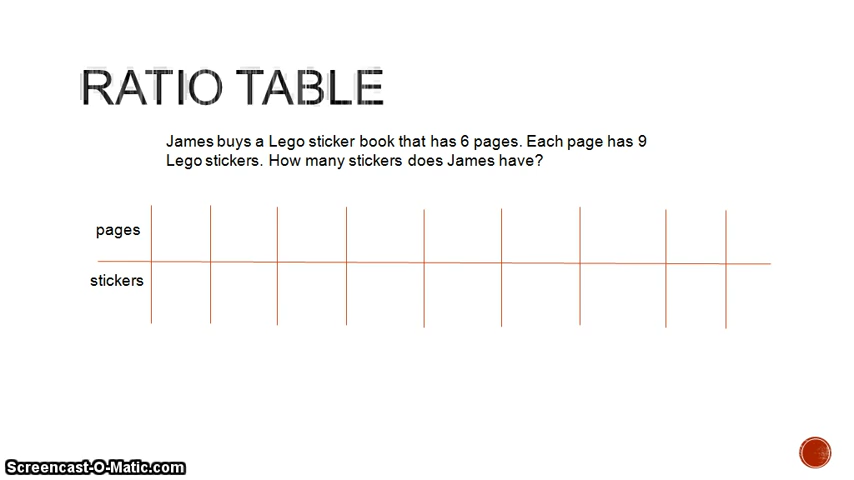 RATIO TABLE
James buys a Lego sticker book that has 6 pages. Each page has 9
Lego stickers. How many stickers does James have?
pages
stickers
Screencast-O-Matic.com